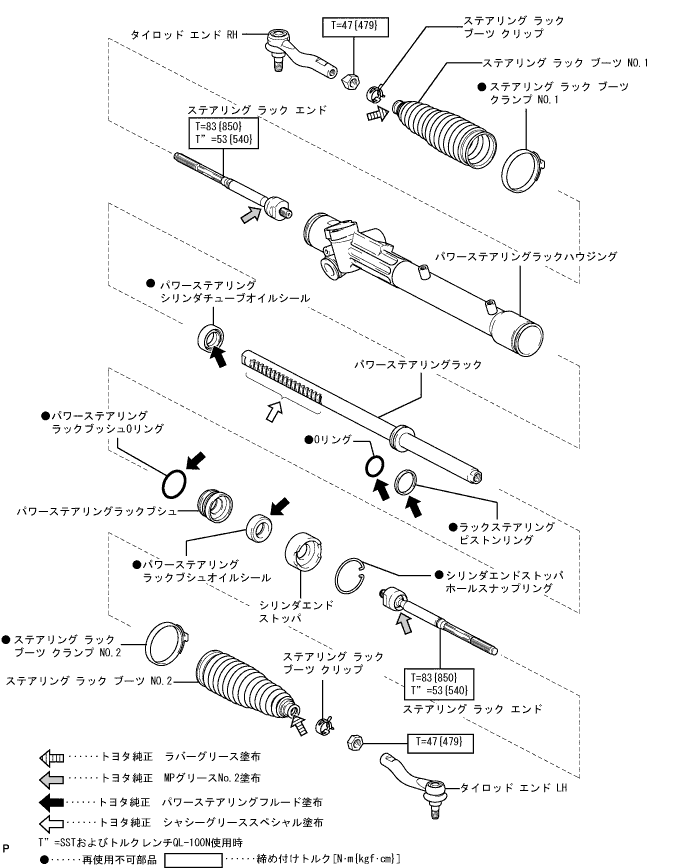 タイロッド エンド RH
T=47{479}
ステアリング ラック
ブーツ クリップ
ステアリング ラック ブーツ NO.1
●ステアリング ラック ブーツ
クランプ NO.1
ステアリング ラック エンド
T=83{850}
T”=53{540}
パワーステアリングラックハウジング
●パワーステアリング
シリンダチューブオイルシール
パワーステアリングラック
●パワーステアリング
ラックブッシュOリング
●Oリング
パワーステアリングラックブシュ
●ラックステアリング
ピストンリング
●パワーステアリング
ラックブシュオイルシール
シリンダエンド
ストッパ
●シリンダエンドストッパ
ホールスナップリング
●ステアリング ラック
ブーツ クランプ NO.2
ステアリング ラック
ブーツ クリップ
ステアリング ラック ブーツ NO.2
T=83{850}
T”=53{540}
ステアリング ラック エンド
T=47{479}
タイロッド エンド LH
······トヨタ純正 ラバーグリース塗布
······トヨタ純正 MPグリースNo.2塗布
······トヨタ純正 パワーステアリングフルード塗布
······トヨタ純正 シャシーグリーススペシャル塗布
T”=SSTおよびトルクレンチQL-100N使用時
P
●······再使用不可部品 ······締め付けトルク[N·m{kgf·cm}]